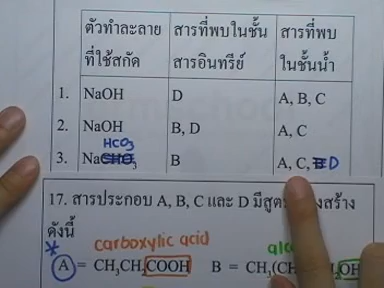 ตัวทำละลาย สารที่พบในชั้น สารที่พบ
ที่ใช้สกัด สารอินทรีย์ ในชั้นน้ำ
1. NaOH D A, B, C
2. NaOH B, D A, C
HCO3
3. NaCHO3 B A, C, B D
17. สารประกอบ A, B, C และ D มีสูตร
ดังนี้
carboxylic acid
A = CH3CH2COOH B = CH3(CH OH